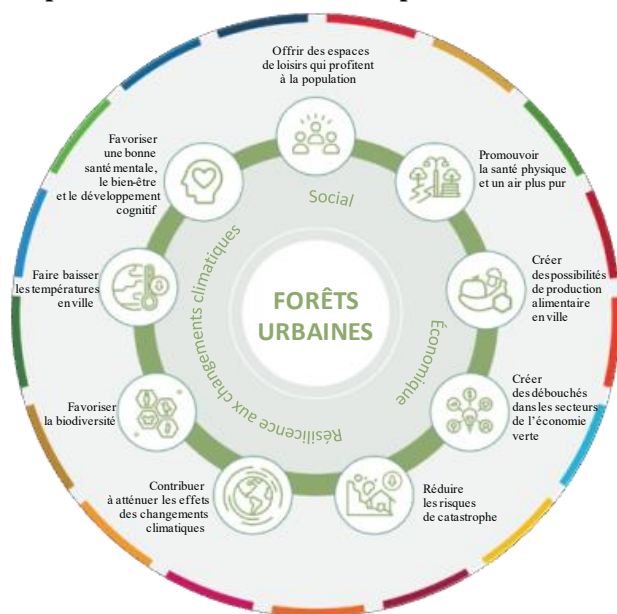 Offrir des espaces
de loisirs qui profitent
à la population
Promouvoir
la santé physique
et un air plus pur
Créer
des possibilités
de production
alimentaire
en ville
Créer
des débouchés
dans les secteurs
de l'économie
verte
Réduire
les risques
de catastrophe
Contribuer
à atténuer les effets
des changements
climatiques
Favoriser
la biodiversité
Faire baisser
les températures
en ville
Favoriser
une bonne
santé mentale,
le bien-être
et le développement
cognitif
Social
Économique
Résilicence aux changements climatiques
FORÊTS
URBAINES